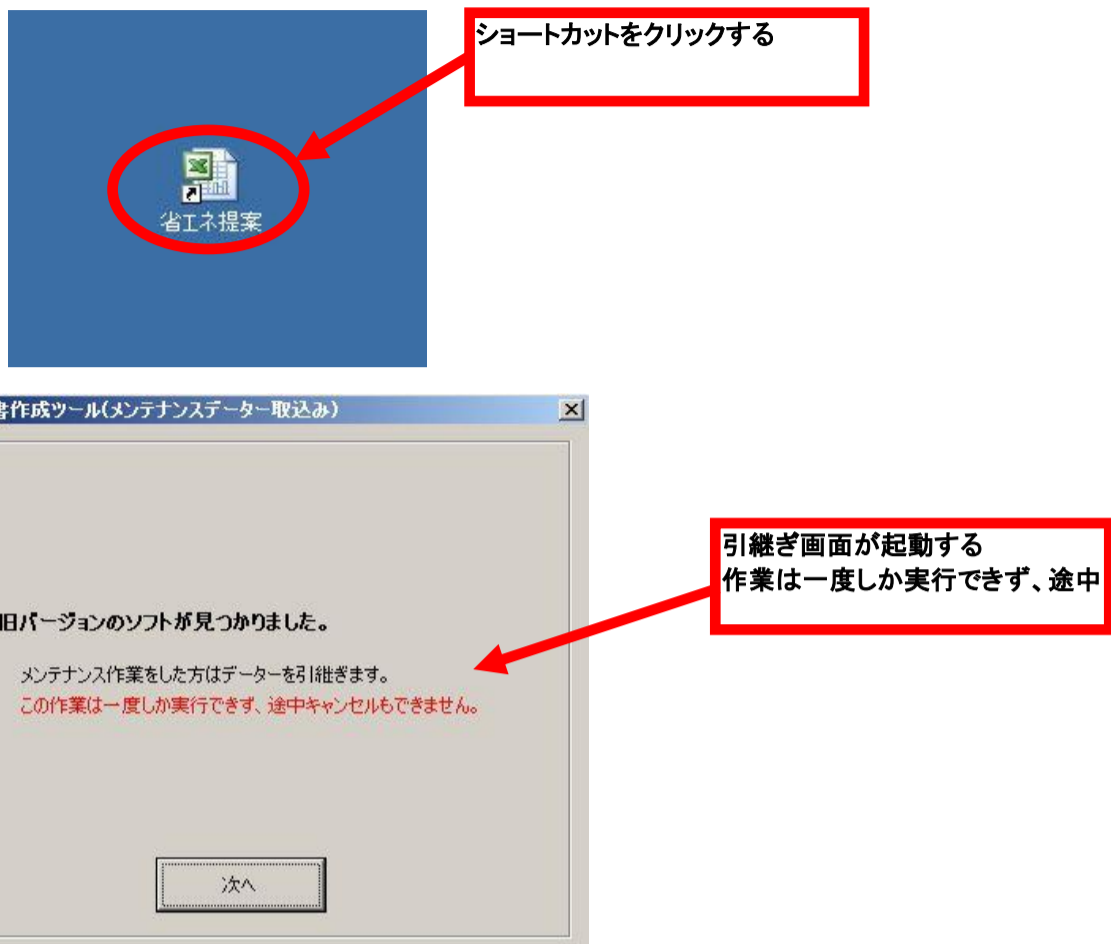 ショートカットをクリックする
省エネ提案
書作成ツール(メンテナンスデーター取込み)
引継ぎ画面が起動する
作業は一度しか実行できず、途中
旧バージョンのソフトが見つかりました。
メンテナンス作業をした方はデーターを引継ぎます。
この作業は一度しか実行できず、途中キャンセルもできません。
次へ